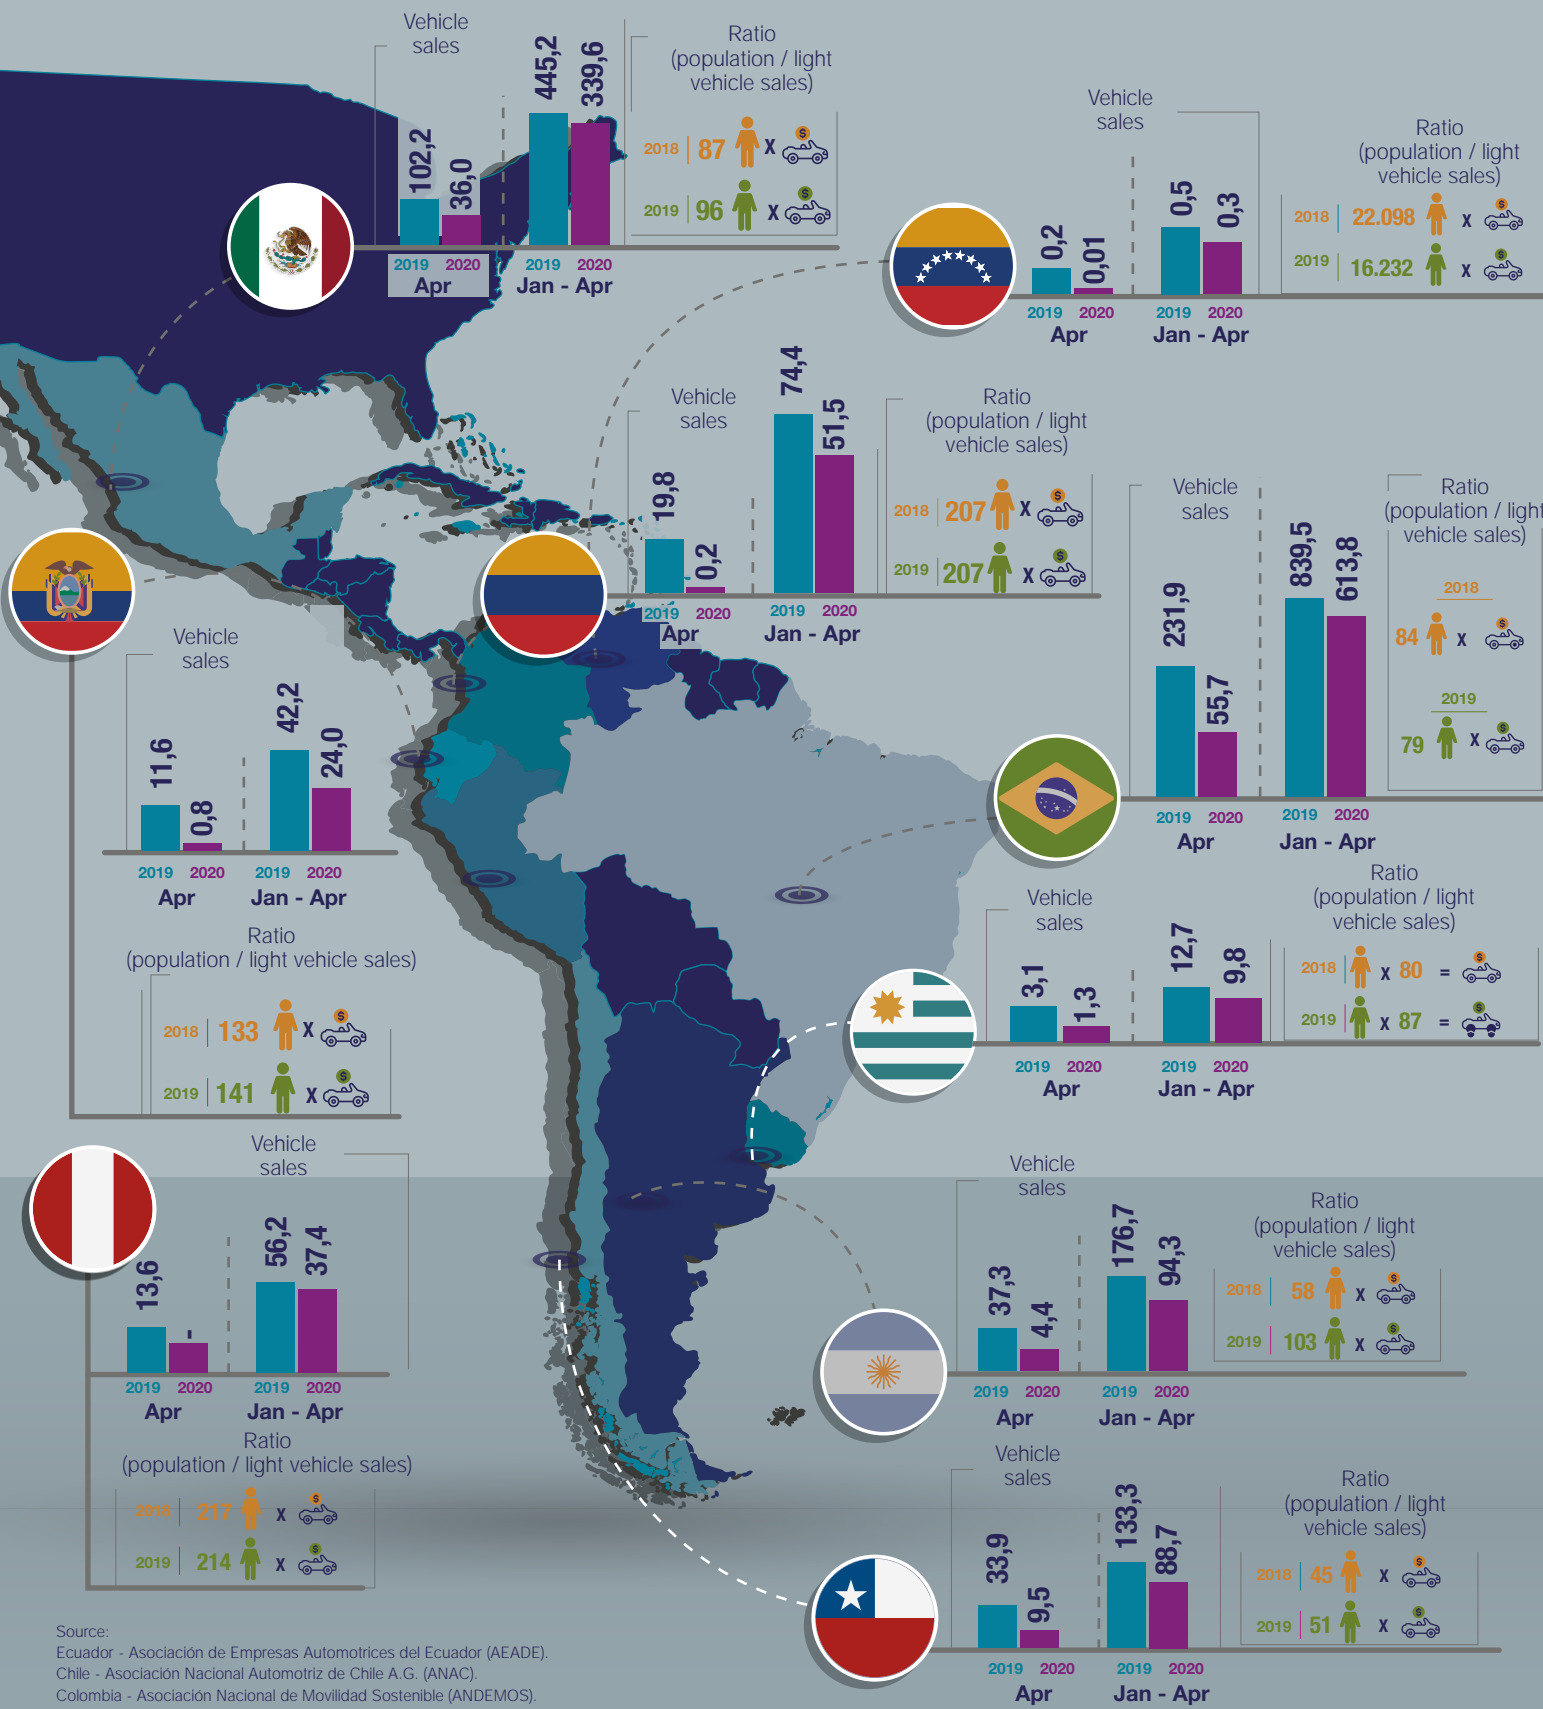 Vehicle
sales
102,2
36,0
445,2
339,6
2019 2020
Apr
2019 2020
Jan - Apr
Ratio
(population / light
vehicle sales)
2018 87 X $
2019 96 X $
Vehicle
sales
0,2
0,01
0,5
0,3
2019 2020
Apr
2019 2020
Jan - Apr
Ratio
(population / light
vehicle sales)
2018 22.098 X $
2019 16.232 X $
Vehicle
sales
19,8
0,2
74,4
51,5
2019 2020
Apr
2019 2020
Jan - Apr
Ratio
(population / light
vehicle sales)
2018 207 X $
2019 207 X $
Vehicle
sales
231,9
55,7
839,5
613,8
2019 2020
Apr
2019 2020
Jan - Apr
Ratio
(population / light
vehicle sales)
2018
84 X $
2019
79 X $
Vehicle
sales
11,6
0,8
42,2
24,0
2019 2020
Apr
2019 2020
Jan - Apr
Ratio
(population / light vehicle sales)
2018 133 X $
2019 141 X $
Vehicle
sales
3,1
1,3
12,7
9,8
2019 2020
Apr
2019 2020
Jan - Apr
Ratio
(population / light
vehicle sales)
2018 X 80 = $
2019 X 87 = $
Vehicle
sales
13,6
-
56,2
37,4
2019 2020
Apr
2019 2020
Jan - Apr
Ratio
(population / light vehicle sales)
2018 217 X $
2019 214 X $
Vehicle
sales
37,3
4,4
176,7
94,3
2019 2020
Apr
2019 2020
Jan - Apr
Ratio
(population / light
vehicle sales)
2018 58 X $
2019 103 X $
Vehicle
sales
33,9
9,5
133,3
88,7
2019 2020
Apr
2019 2020
Jan - Apr
Ratio
(population / light
vehicle sales)
2018 45 X $
2019 51 X $
Source:
Ecuador - Asociación de Empresas Automotrices del Ecuador (AEADE).
Chile - Asociación Nacional Automotriz de Chile A.G. (ANAC).
Colombia - Asociación Nacional de Movilidad Sostenible (ANDEMOS).